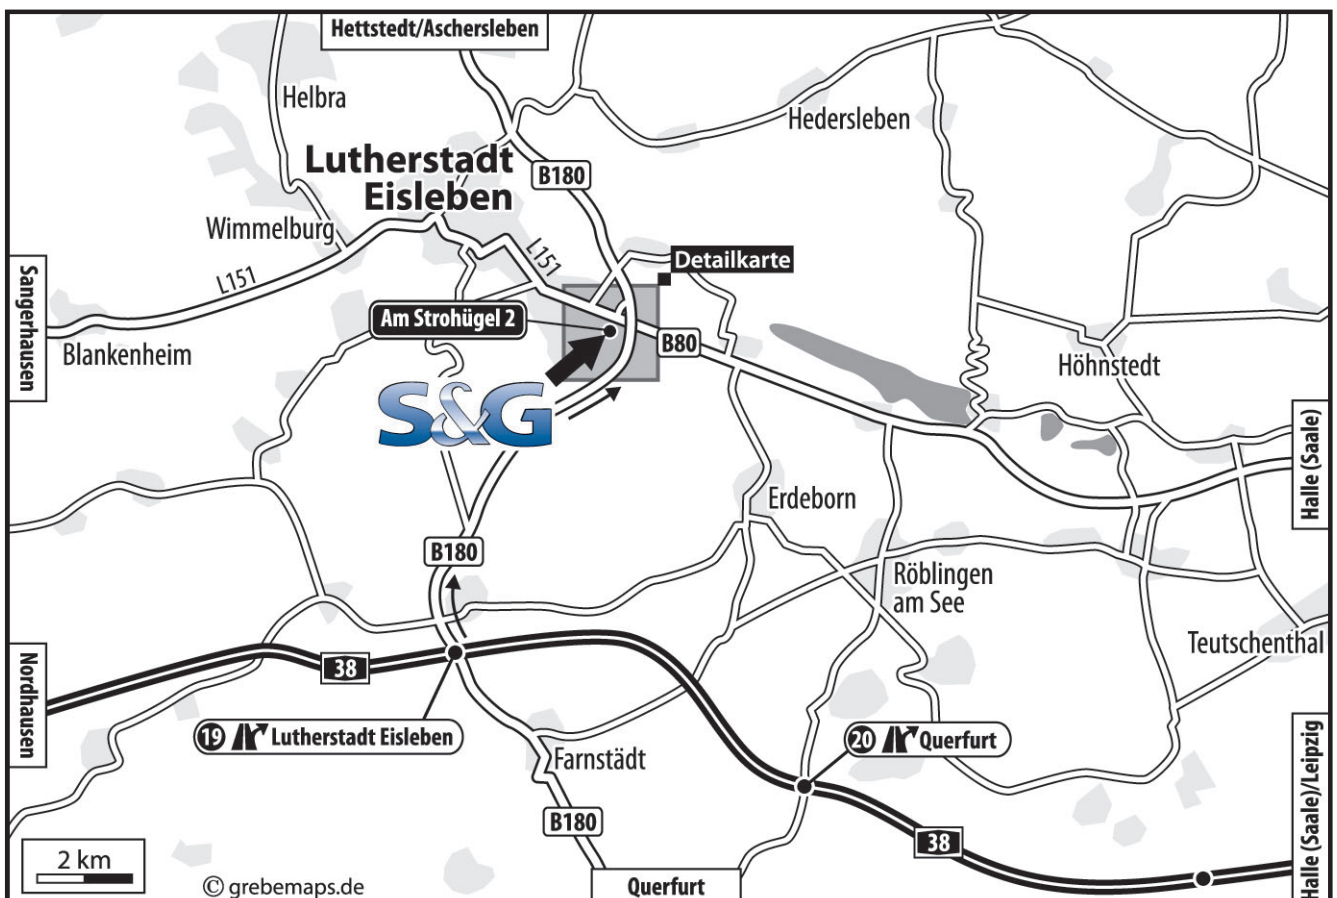 Hettstedt/Aschersleben
Helbra
Hedersleben
Lutherstadt
Eisleben
B180
Wimmelburg
L151
L151
Detailkarte
Sangerhausen
Am Strohügel 2
B80
Blankenheim
Höhnstedt
S&G
Halle (Saale)
Erdeborn
B180
Röblingen
am See
Teutschenthal
Nordhausen
38
19 Lutherstadt Eisleben
20 Querfurt
Farnstädt
Halle (Saale)/Leipzig
B180
38
2 km
© grebemaps.de
Querfurt